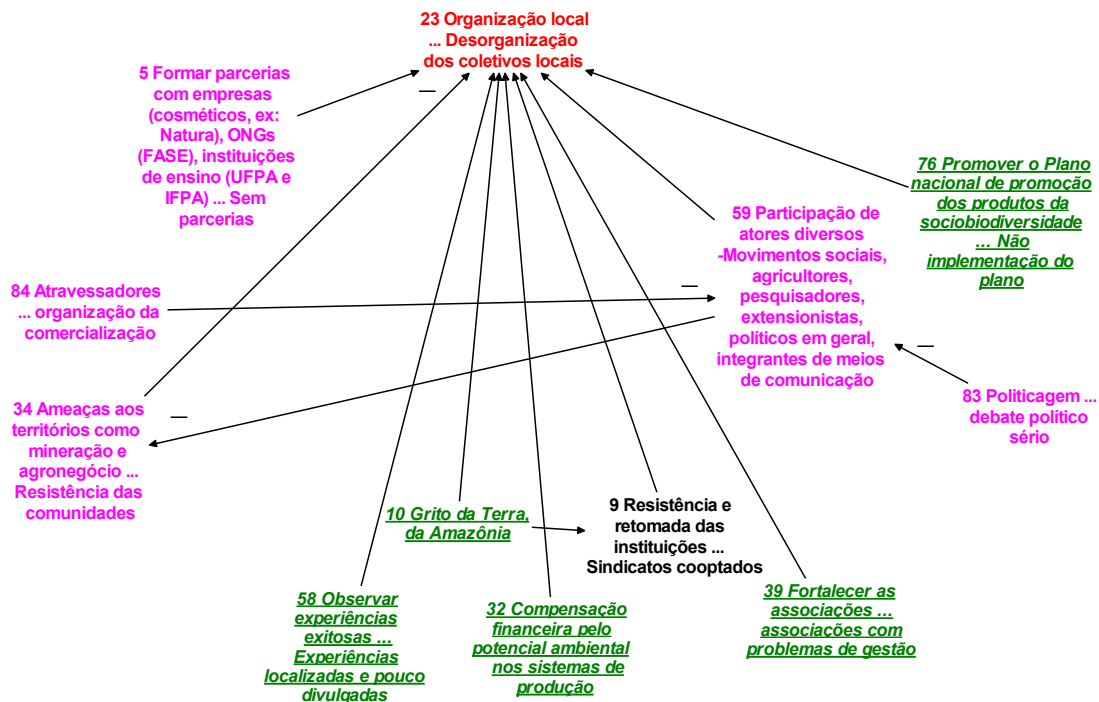 23 Organização local
... Desorganização
dos coletivos locais
5 Formar parcerias
com empresas
(cosméticos, ex:
Natura), ONGs
(FASE), instituições
de ensino (UFPA e
IFPA) ... Sem
parcerias
76 Promover o Plano
nacional de promoção
dos produtos da
sociobiodiversidade
... Não
implementação do
plano
59 Participação de
atores diversos
-Movimentos sociais,
agricultores,
pesquisadores,
extensionistas,
políticos em geral,
integrantes de meios
de comunicação
84 Atravessadores
... organização da
comercialização
83 Politicagem ...
debate político
sério
34 Ameaças aos
territórios como
mineração e
agronegócio ...
Resistência das
comunidades
10 Grito da Terra,
da Amazônia
9 Resistência e
retomada das
instituições ...
Sindicatos cooptados
58 Observar
experiências
exitosas ...
Experiências
localizadas e pouco
divulgadas
32 Compensação
financeira pelo
potencial ambiental
nos sistemas de
produção
39 Fortalecer as
associações ...
associações com
problemas de gestão